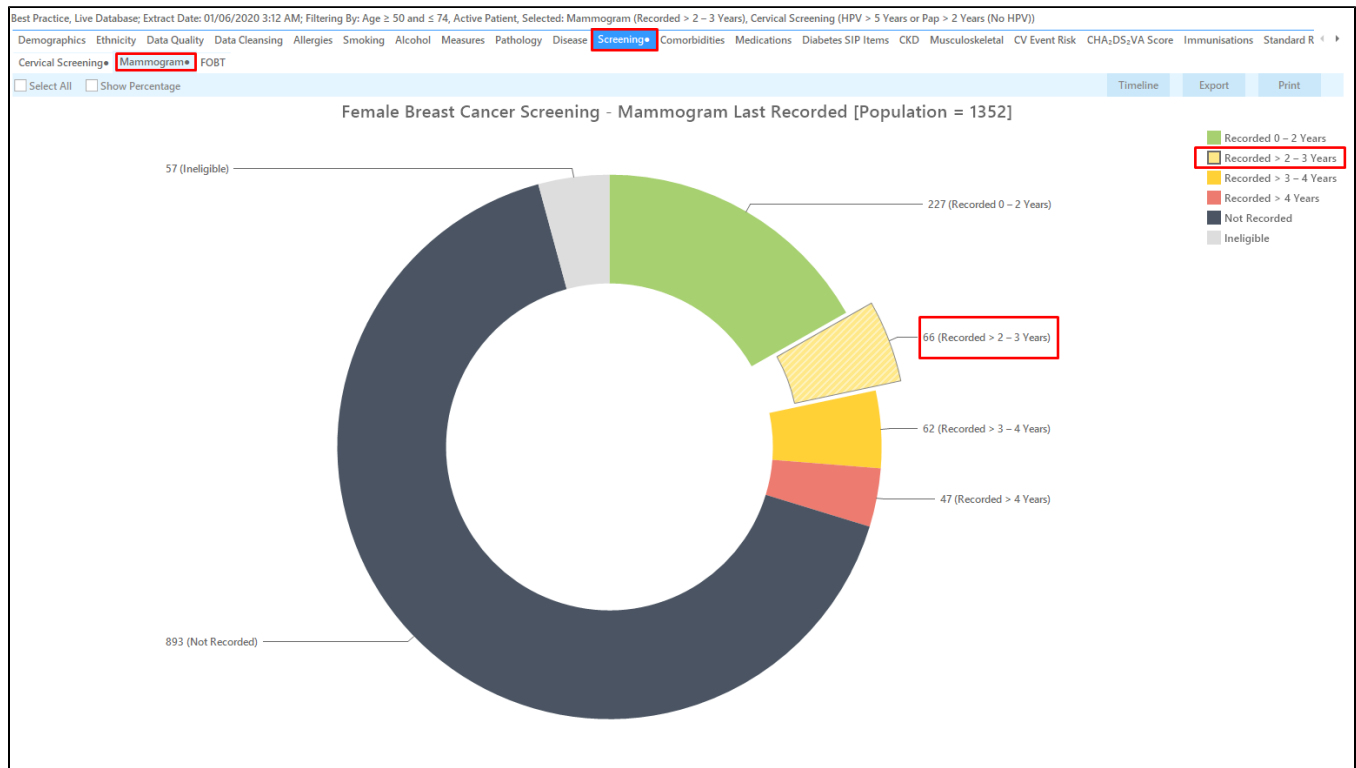 Best Practice, Live Database; Extract Date: 01/06/2020 3:12 AM; Filtering By: Age ≥ 50 and ≤ 74, Active Patient, Selected: Mammogram (Recorded > 2 – 3 Years), Cervical Screening (HPV > 5 Years or Pap > 2 Years (No HPV))
Demographics Ethnicity Data Quality Data Cleansing Allergies Smoking Alcohol Measures Pathology Disease Screening● Comorbidities Medications Diabetes SIP Items CKD Musculoskeletal CV Event Risk CHA₂DS₂VA Score Immunisations Standard R
Cervical Screening● Mammogram● FOBT
Select All Show Percentage Timeline Export Print
Female Breast Cancer Screening - Mammogram Last Recorded [Population = 1352]
Recorded 0 – 2 Years
Recorded > 2 – 3 Years
Recorded > 3 – 4 Years
Recorded > 4 Years
Not Recorded
Ineligible
57 (Ineligible)
227 (Recorded 0 – 2 Years)
66 (Recorded > 2 – 3 Years)
62 (Recorded > 3 – 4 Years)
47 (Recorded > 4 Years)
893 (Not Recorded)